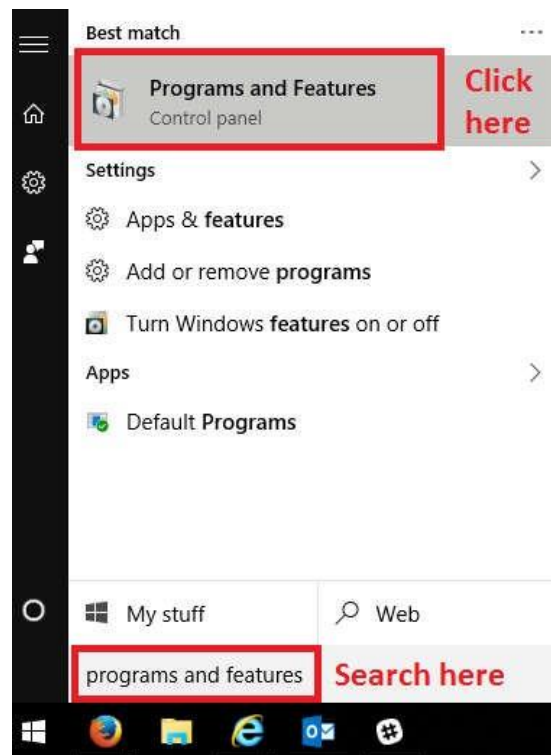 Best match
Programs and Features
Control panel
Click
here
Settings
Apps & features
Add or remove programs
Turn Windows features on or off
Apps
Default Programs
My stuff
Web
programs and features
Search here